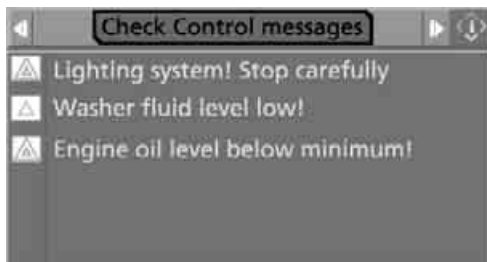 Check Control messages
Lighting system! Stop carefully
Washer fluid level low!
Engine oil level below minimum!